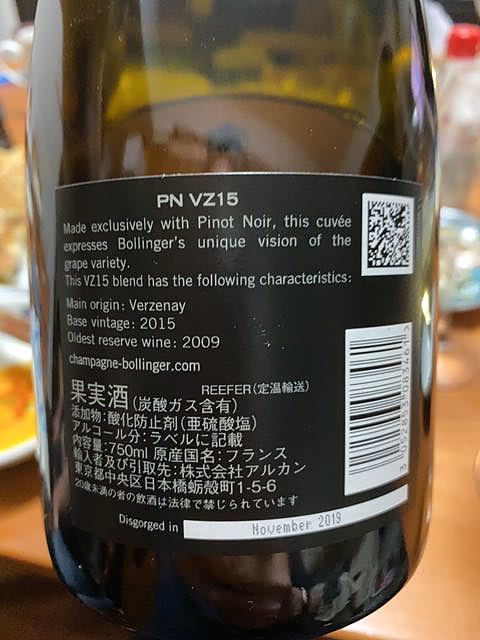 PN VZ15
Made exclusively with Pinot Noir, this cuvée
expresses Bollinger's unique vision of the
grape variety.
This VZ15 blend has the following characteristics:
Main origin: Verzenay
Base vintage: 2015
Oldest reserve wine: 2009
champagne-bollinger.com
REEFER(定温輸送)
果実酒(炭酸ガス含有)
添加物:酸化防止剤(亜硫酸塩)
アルコール分:ラベルに記載
内容量:750ml 原産国名:フランス
輸入者及び引取先:株式会社アルカン
東京都中央区日本橋蛎殻町1-5-6
20歳未満の者の飲酒は法律で禁じられています
Disgorged in November 2019